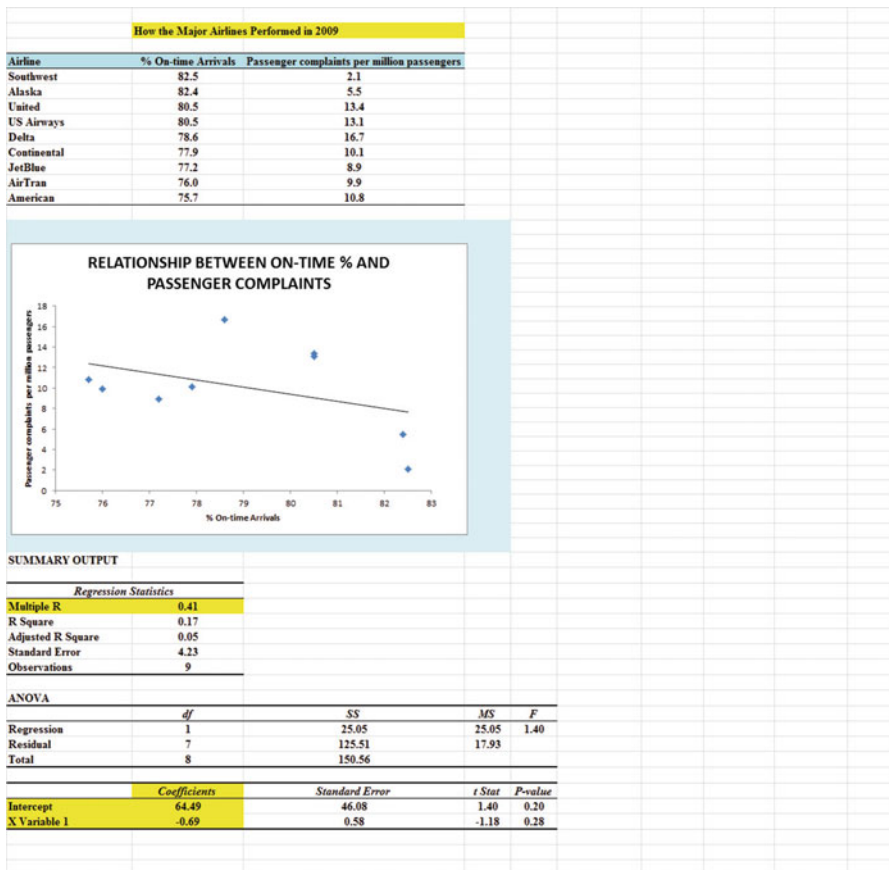 How the Major Airlines Performed in 2009
Airline % On-time Arrivals Passenger complaints per million passengers
Southwest 82.5 2.1
Alaska 82.4 5.5
United 80.5 13.4
US Airways 80.5 13.1
Delta 78.6 16.7
Continental 77.9 10.1
JetBlue 77.2 8.9
AirTran 76.0 9.9
American 75.7 10.8
RELATIONSHIP BETWEEN ON-TIME % AND
PASSENGER COMPLAINTS
Passenger complaints per million passengers
18
16
14
12
10
8
6
4
2
0
75 76 77 78 79 80 81 82 83
% On-time Arrivals
SUMMARY OUTPUT
Regression Statistics
Multiple R 0.41
R Square 0.17
Adjusted R Square 0.05
Standard Error 4.23
Observations 9
ANOVA
df SS MS F
Regression 1 25.05 25.05 1.40
Residual 7 125.51 17.93
Total 8 150.56
Coefficients Standard Error t Stat P-value
Intercept 64.49 46.08 1.40 0.20
X Variable 1 -0.69 0.58 -1.18 0.28